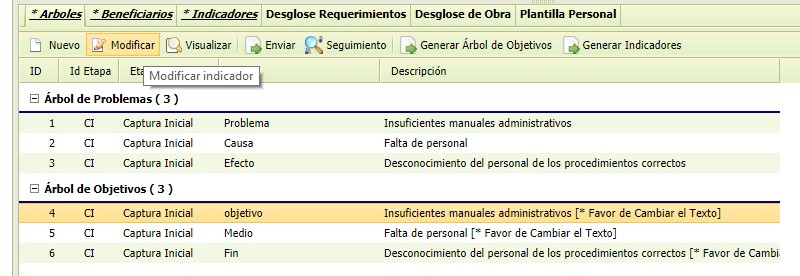 * Arboles * Beneficiarios * Indicadores Desglose Requerimientos Desglose de Obra Plantilla Personal
Nuevo Modificar Visualizar Enviar Seguimiento Generar Árbol de Objetivos Generar Indicadores
ID Id Etapa Descripción
Modificar indicador
Árbol de Problemas ( 3 )
1 CI Captura Inicial Problema Insuficientes manuales administrativos
2 CI Captura Inicial Causa Falta de personal
3 CI Captura Inicial Efecto Desconocimiento del personal de los procedimientos correctos
Árbol de Objetivos ( 3 )
4 CI Captura Inicial objetivo Insuficientes manuales administrativos [* Favor de Cambiar el Texto]
5 CI Captura Inicial Medio Falta de personal [* Favor de Cambiar el Texto]
6 CI Captura Inicial Fin Desconocimiento del personal de los procedimientos correctos [* Favor de